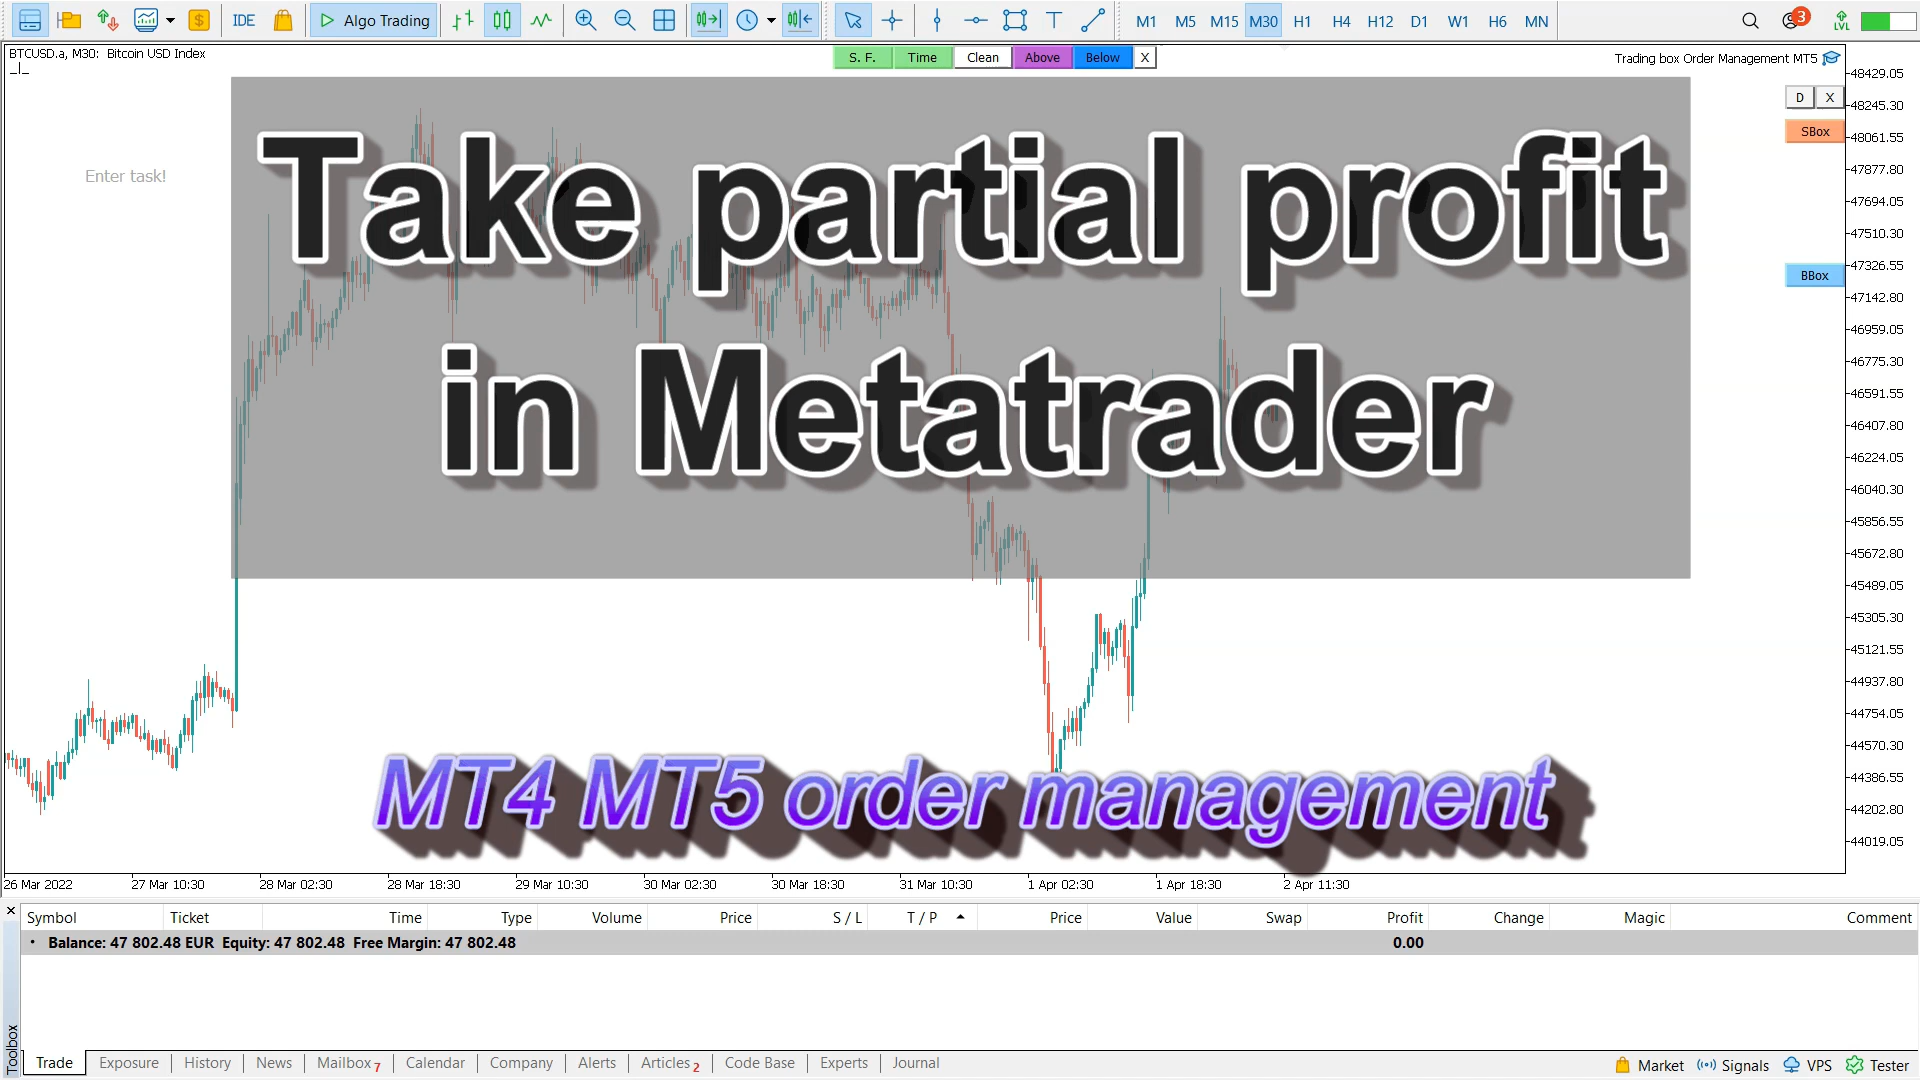 IDE Algo Trading M1 M5 M15 M30 H1 H4 H12 D1 W1 H6 MN 3 LVL
BTCUSD.a, M30: Bitcoin USD Index
S. F. Time Clean Above Below X
Trading box Order Management MT5
48429.05
D X
48245.30
SBox
48061.55
Enter task!
47877.80
47694.05
47510.30
47326.55
BBox
47142.80
46959.05
46775.30
46591.55
46407.80
46224.05
46040.30
45856.55
45672.80
45489.05
45305.30
45121.55
44937.80
44754.05
44570.30
44386.55
44202.80
44019.05
Take partial profit
in Metatrader
MT4 MT5 order management
26 Mar 2022 27 Mar 10:30 28 Mar 02:30 28 Mar 18:30 29 Mar 10:30 30 Mar 02:30 30 Mar 18:30 31 Mar 10:30 1 Apr 02:30 1 Apr 18:30 2 Apr 11:30
Symbol Ticket Time Type Volume Price S / L T / P Price Value Swap Profit Change Magic Comment
Balance: 47 802.48 EUR Equity: 47 802.48 Free Margin: 47 802.48 0.00
Toolbox
Trade Exposure History News Mailbox 7 Calendar Company Alerts Articles 2 Code Base Experts Journal Market Signals VPS Tester